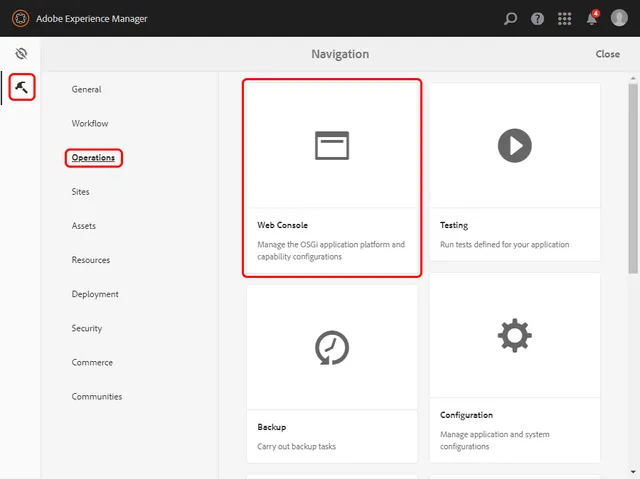 Adobe Experience Manager
?
4
Navigation
Close
General
Workflow
Operations
Sites
Assets
Resources
Deployment
Security
Commerce
Communities
Web Console
Manage the OSGi application platform and
capability configurations
Testing
Run tests defined for your application
Backup
Carry out backup tasks
Configuration
Manage application and system
configurations